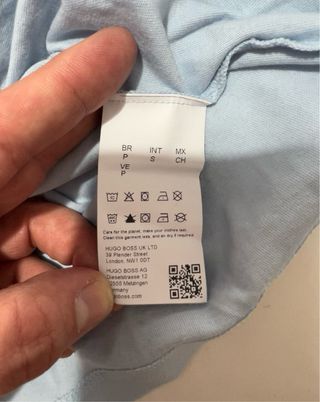 BR INT MX
P S CH
VE
P
Care for the planet, make your clothes last.
Clean this garment less, and air dry if required.
HUGO BOSS UK LTD
39 Plender Street
London, NW1 0DT
HUGO BOSS AG
Dieselstrasse 12
72555 Metzingen
Germany